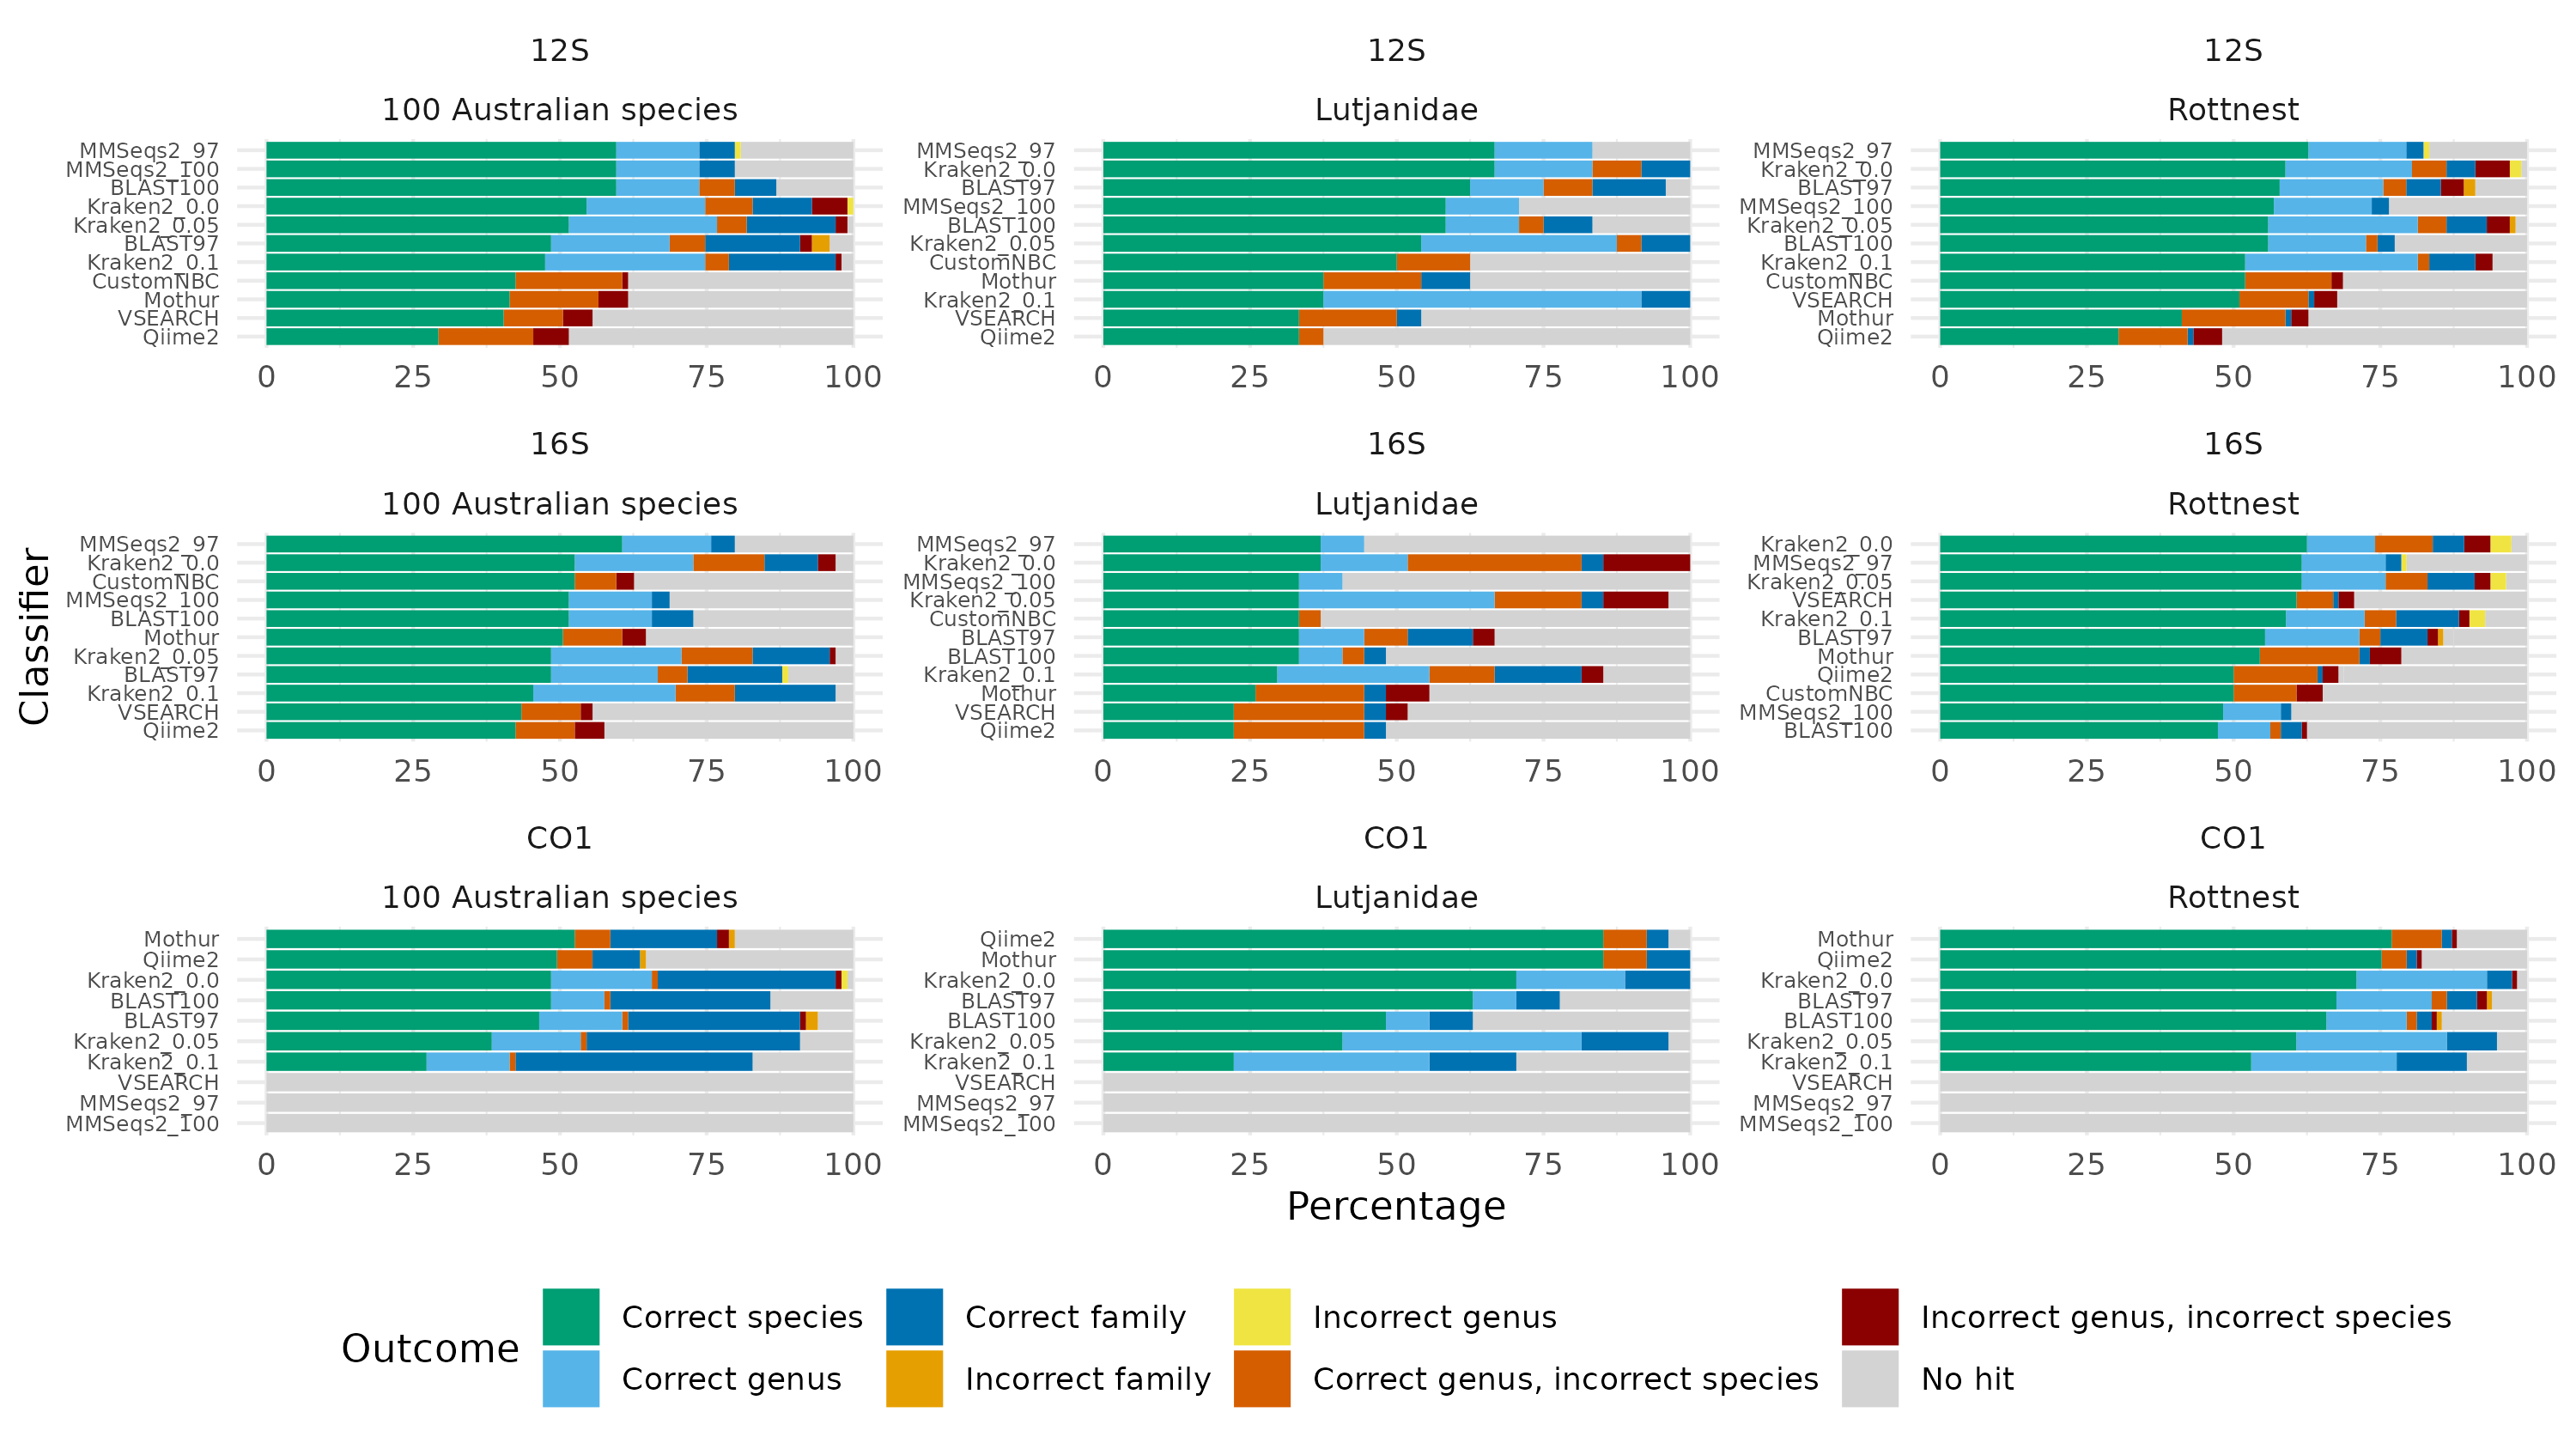 12S
12S
12S
100 Australian species
Lutjanidae
Rottnest
MMSeqs2_97
MMSeqs2_100
BLAST100
Kraken2_0.0
Kraken2_0.05
BLAST97
Kraken2_0.1
CustomNBC
Mothur
VSEARCH
Qiime2
0 25 50 75 100
MMSeqs2_97
Kraken2_0.0
BLAST97
MMSeqs2_100
BLAST100
Kraken2_0.05
CustomNBC
Mothur
Kraken2_0.1
VSEARCH
Qiime2
0 25 50 75 100
MMSeqs2_97
Kraken2_0.0
BLAST97
MMSeqs2_100
Kraken2_0.05
BLAST100
Kraken2_0.1
CustomNBC
VSEARCH
Mothur
Qiime2
0 25 50 75 100
16S
16S
16S
100 Australian species
Lutjanidae
Rottnest
MMSeqs2_97
Kraken2_0.0
CustomNBC
MMSeqs2_100
BLAST100
Mothur
Kraken2_0.05
BLAST97
Kraken2_0.1
VSEARCH
Qiime2
0 25 50 75 100
MMSeqs2_97
Kraken2_0.0
MMSeqs2_100
Kraken2_0.05
CustomNBC
BLAST97
BLAST100
Kraken2_0.1
Mothur
VSEARCH
Qiime2
0 25 50 75 100
Kraken2_0.0
MMSeqs2_97
Kraken2_0.05
VSEARCH
Kraken2_0.1
BLAST97
Mothur
Qiime2
CustomNBC
MMSeqs2_100
BLAST100
0 25 50 75 100
Classifier
CO1
CO1
CO1
100 Australian species
Lutjanidae
Rottnest
Mothur
Qiime2
Kraken2_0.0
BLAST100
BLAST97
Kraken2_0.05
Kraken2_0.1
VSEARCH
MMSeqs2_97
MMSeqs2_100
0 25 50 75 100
Qiime2
Mothur
Kraken2_0.0
BLAST97
BLAST100
Kraken2_0.05
Kraken2_0.1
VSEARCH
MMSeqs2_97
MMSeqs2_100
0 25 50 75 100
Mothur
Qiime2
Kraken2_0.0
BLAST97
BLAST100
Kraken2_0.05
Kraken2_0.1
VSEARCH
MMSeqs2_97
MMSeqs2_100
0 25 50 75 100
Percentage
Outcome
Correct species
Correct family
Incorrect genus
Incorrect genus, incorrect species
Correct genus
Incorrect family
Correct genus, incorrect species
No hit